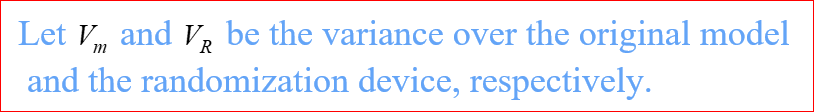 Let V_m and V_R be the variance over the original model
and the randomization device, respectively.